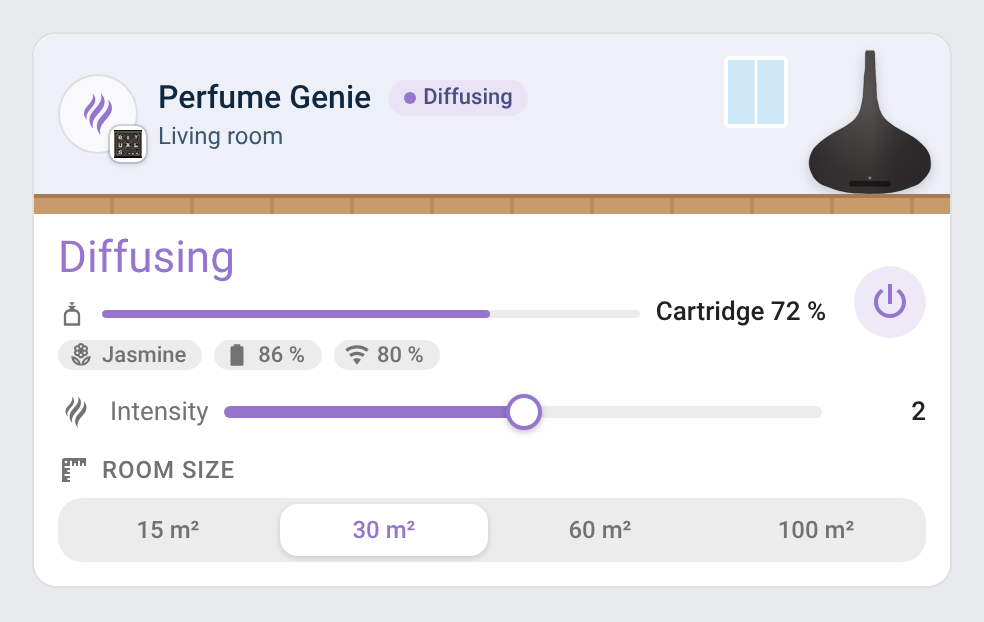 Perfume Genie
Diffusing
Living room
Diffusing
Cartridge 72 %
Jasmine
86 %
80 %
Intensity
2
ROOM SIZE
15 m²
30 m²
60 m²
100 m²